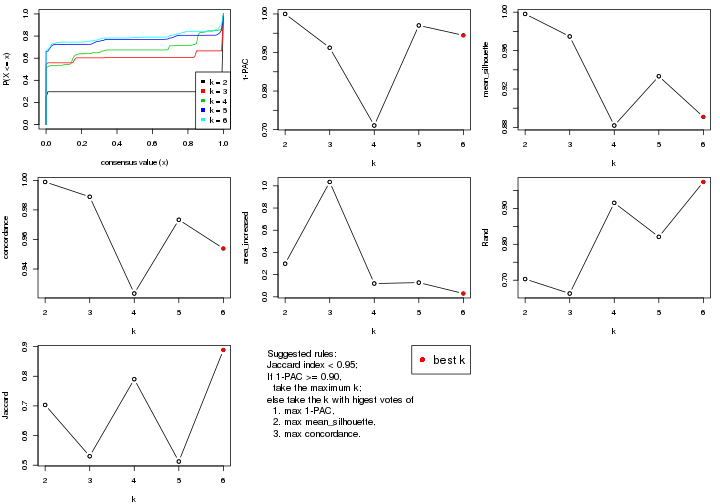 P(X <= x)
0.0 0.2 0.4 0.6 0.8 1.0
k = 2
k = 3
k = 4
k = 5
k = 6
0.0 0.2 0.4 0.6 0.8 1.0
consensus value (x)
1-PAC
0.70 0.80 0.90 1.00
2 3 4 5 6
k
mean_silhouette
0.88 0.92 0.96 1.00
2 3 4 5 6
k
concordance
0.94 0.96 0.98 1.00
2 3 4 5 6
k
area_increased
0.0 0.2 0.4 0.6 0.8 1.0
2 3 4 5 6
k
Rand
0.70 0.80 0.90
2 3 4 5 6
k
Jaccard
0.5 0.6 0.7 0.8 0.9
2 3 4 5 6
k
Suggested rules:
Jaccard index < 0.95;
If 1-PAC >= 0.90,
take the maximum k;
else take the k with higest votes of
1. max 1-PAC,
2. max mean_silhouette,
3. max concordance.
best k